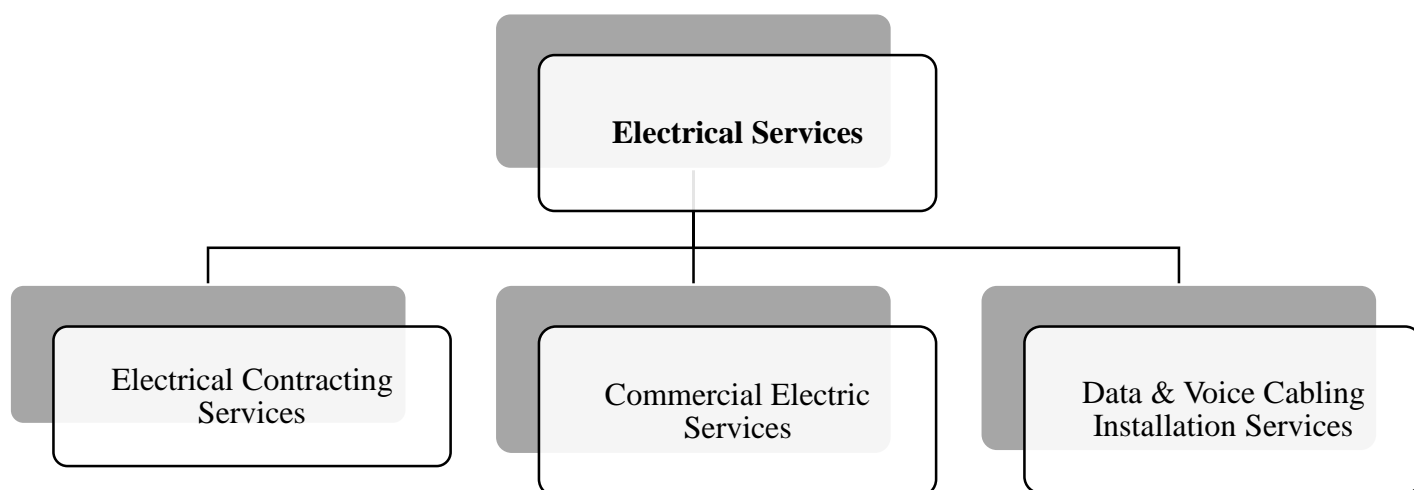 Electrical Services
Electrical Contracting
Services
Commercial Electric
Services
Data & Voice Cabling
Installation Services